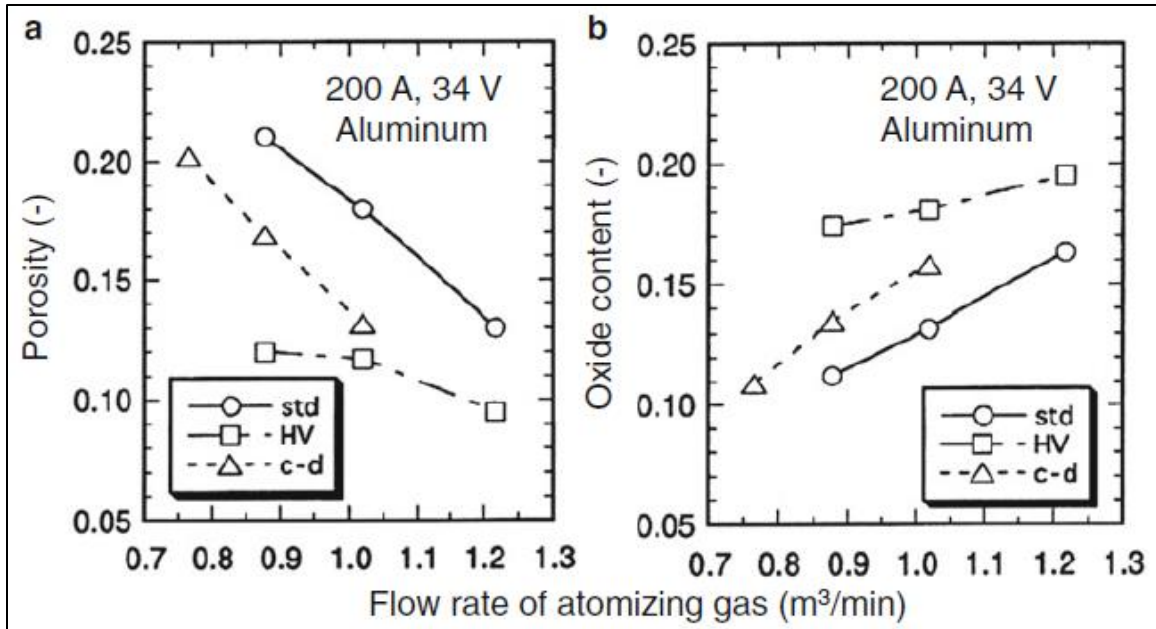 a
0.25
0.20
0.15
0.10
0.05
Porosity (-)
200 A, 34 V
Aluminum
std
HV
c-d
0.7 0.8 0.9 1.0 1.1 1.2 1.3
b
0.25
0.20
0.15
0.10
0.05
Oxide content (-)
200 A, 34 V
Aluminum
std
HV
c-d
0.7 0.8 0.9 1.0 1.1 1.2 1.3
Flow rate of atomizing gas (m³/min)